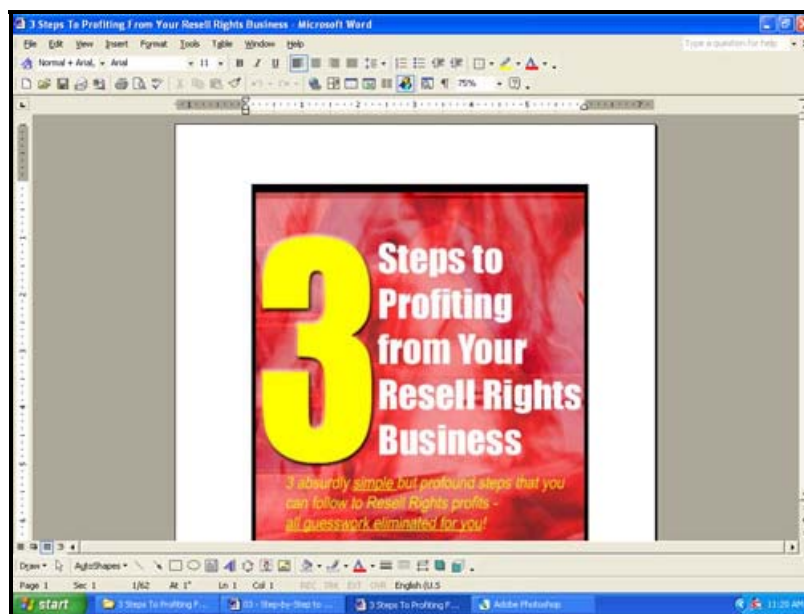 3 Steps To Profiting From Your Resell Rights Business - Microsoft Word
File Edit View Insert Format Tools Table Window Help
Type a question for help
Normal + Arial, Arial 11 B I U
75%
3
Steps to
Profiting
from Your
Resell Rights
Business
3 absurdly simple but profound steps that you
can follow to Resell Rights profits -
all guesswork eliminated for you!
Draw AutoShapes
Page 1 Sec 1 1/62 At 1" Ln 1 Col 1 REC TRK EXT OVR English (U.S
start 3 Steps To Profiting F... 03 - Step-by-Step to ... 3 Steps To Profiting F... Adobe Photoshop 11:20 AM